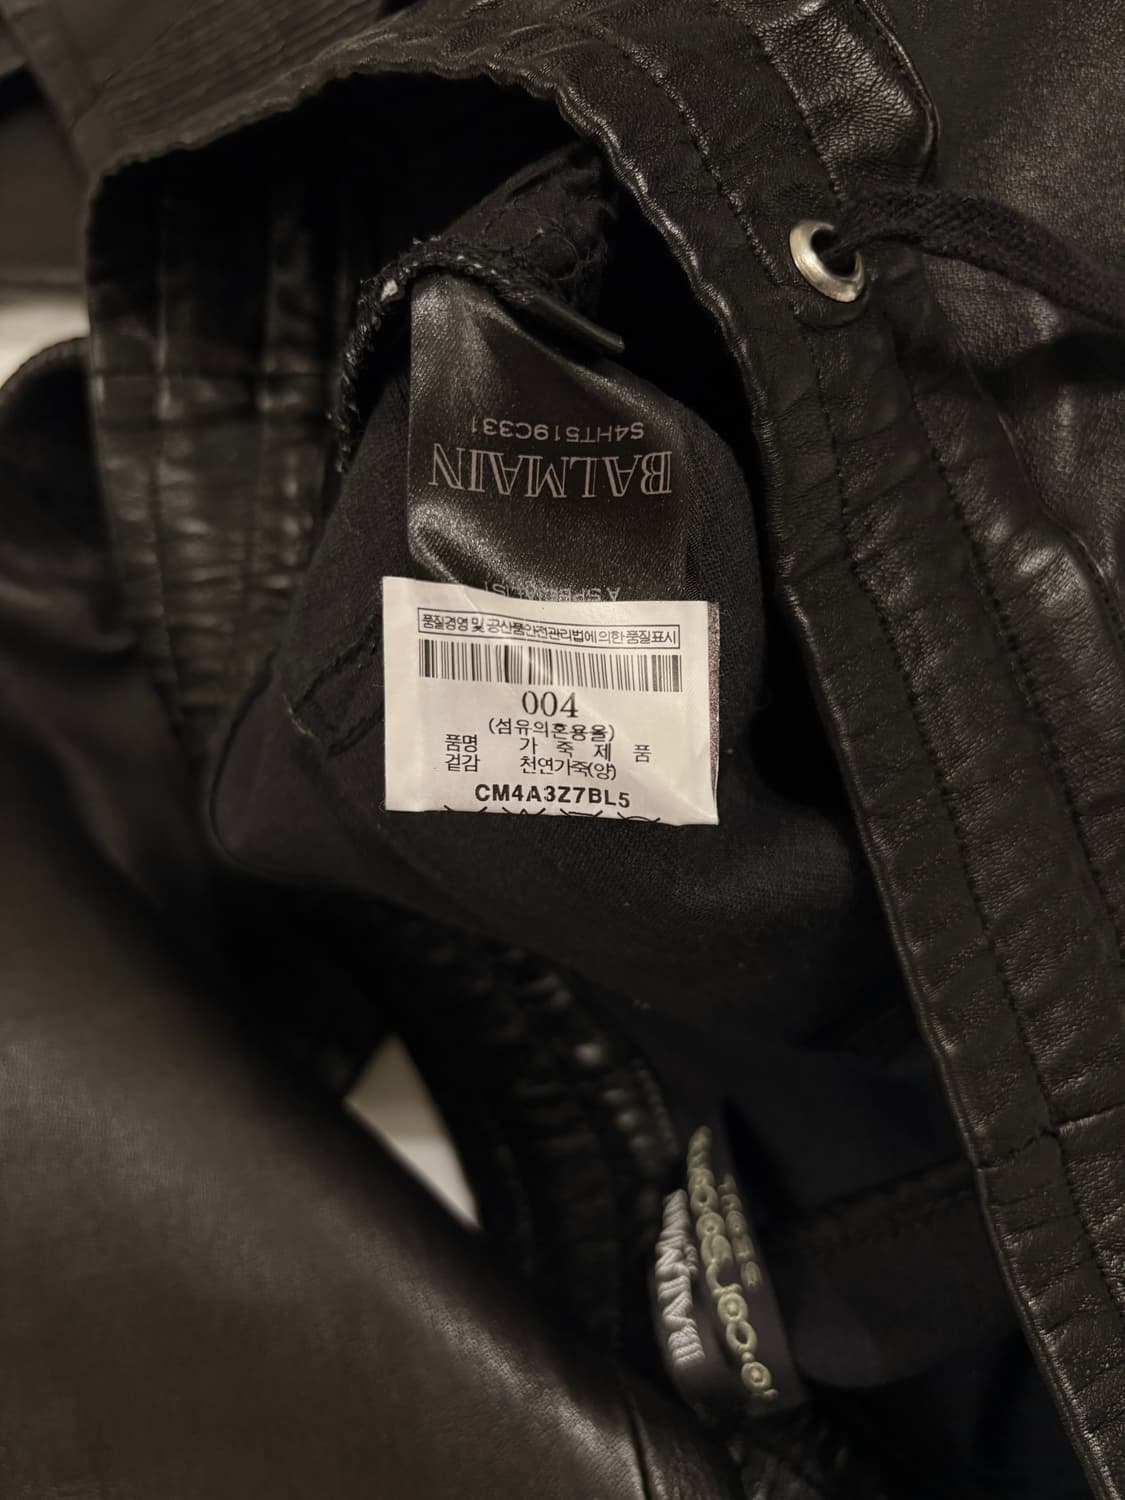 S4HT519C331
BALMAIN
품질경영 및 공산품안전관리법에 의한 품질표시
004
(섬유의혼용율)
품명 가 죽 제 품
겉감 천연가죽(양)
CM4A3Z7BL5
BALMAIN